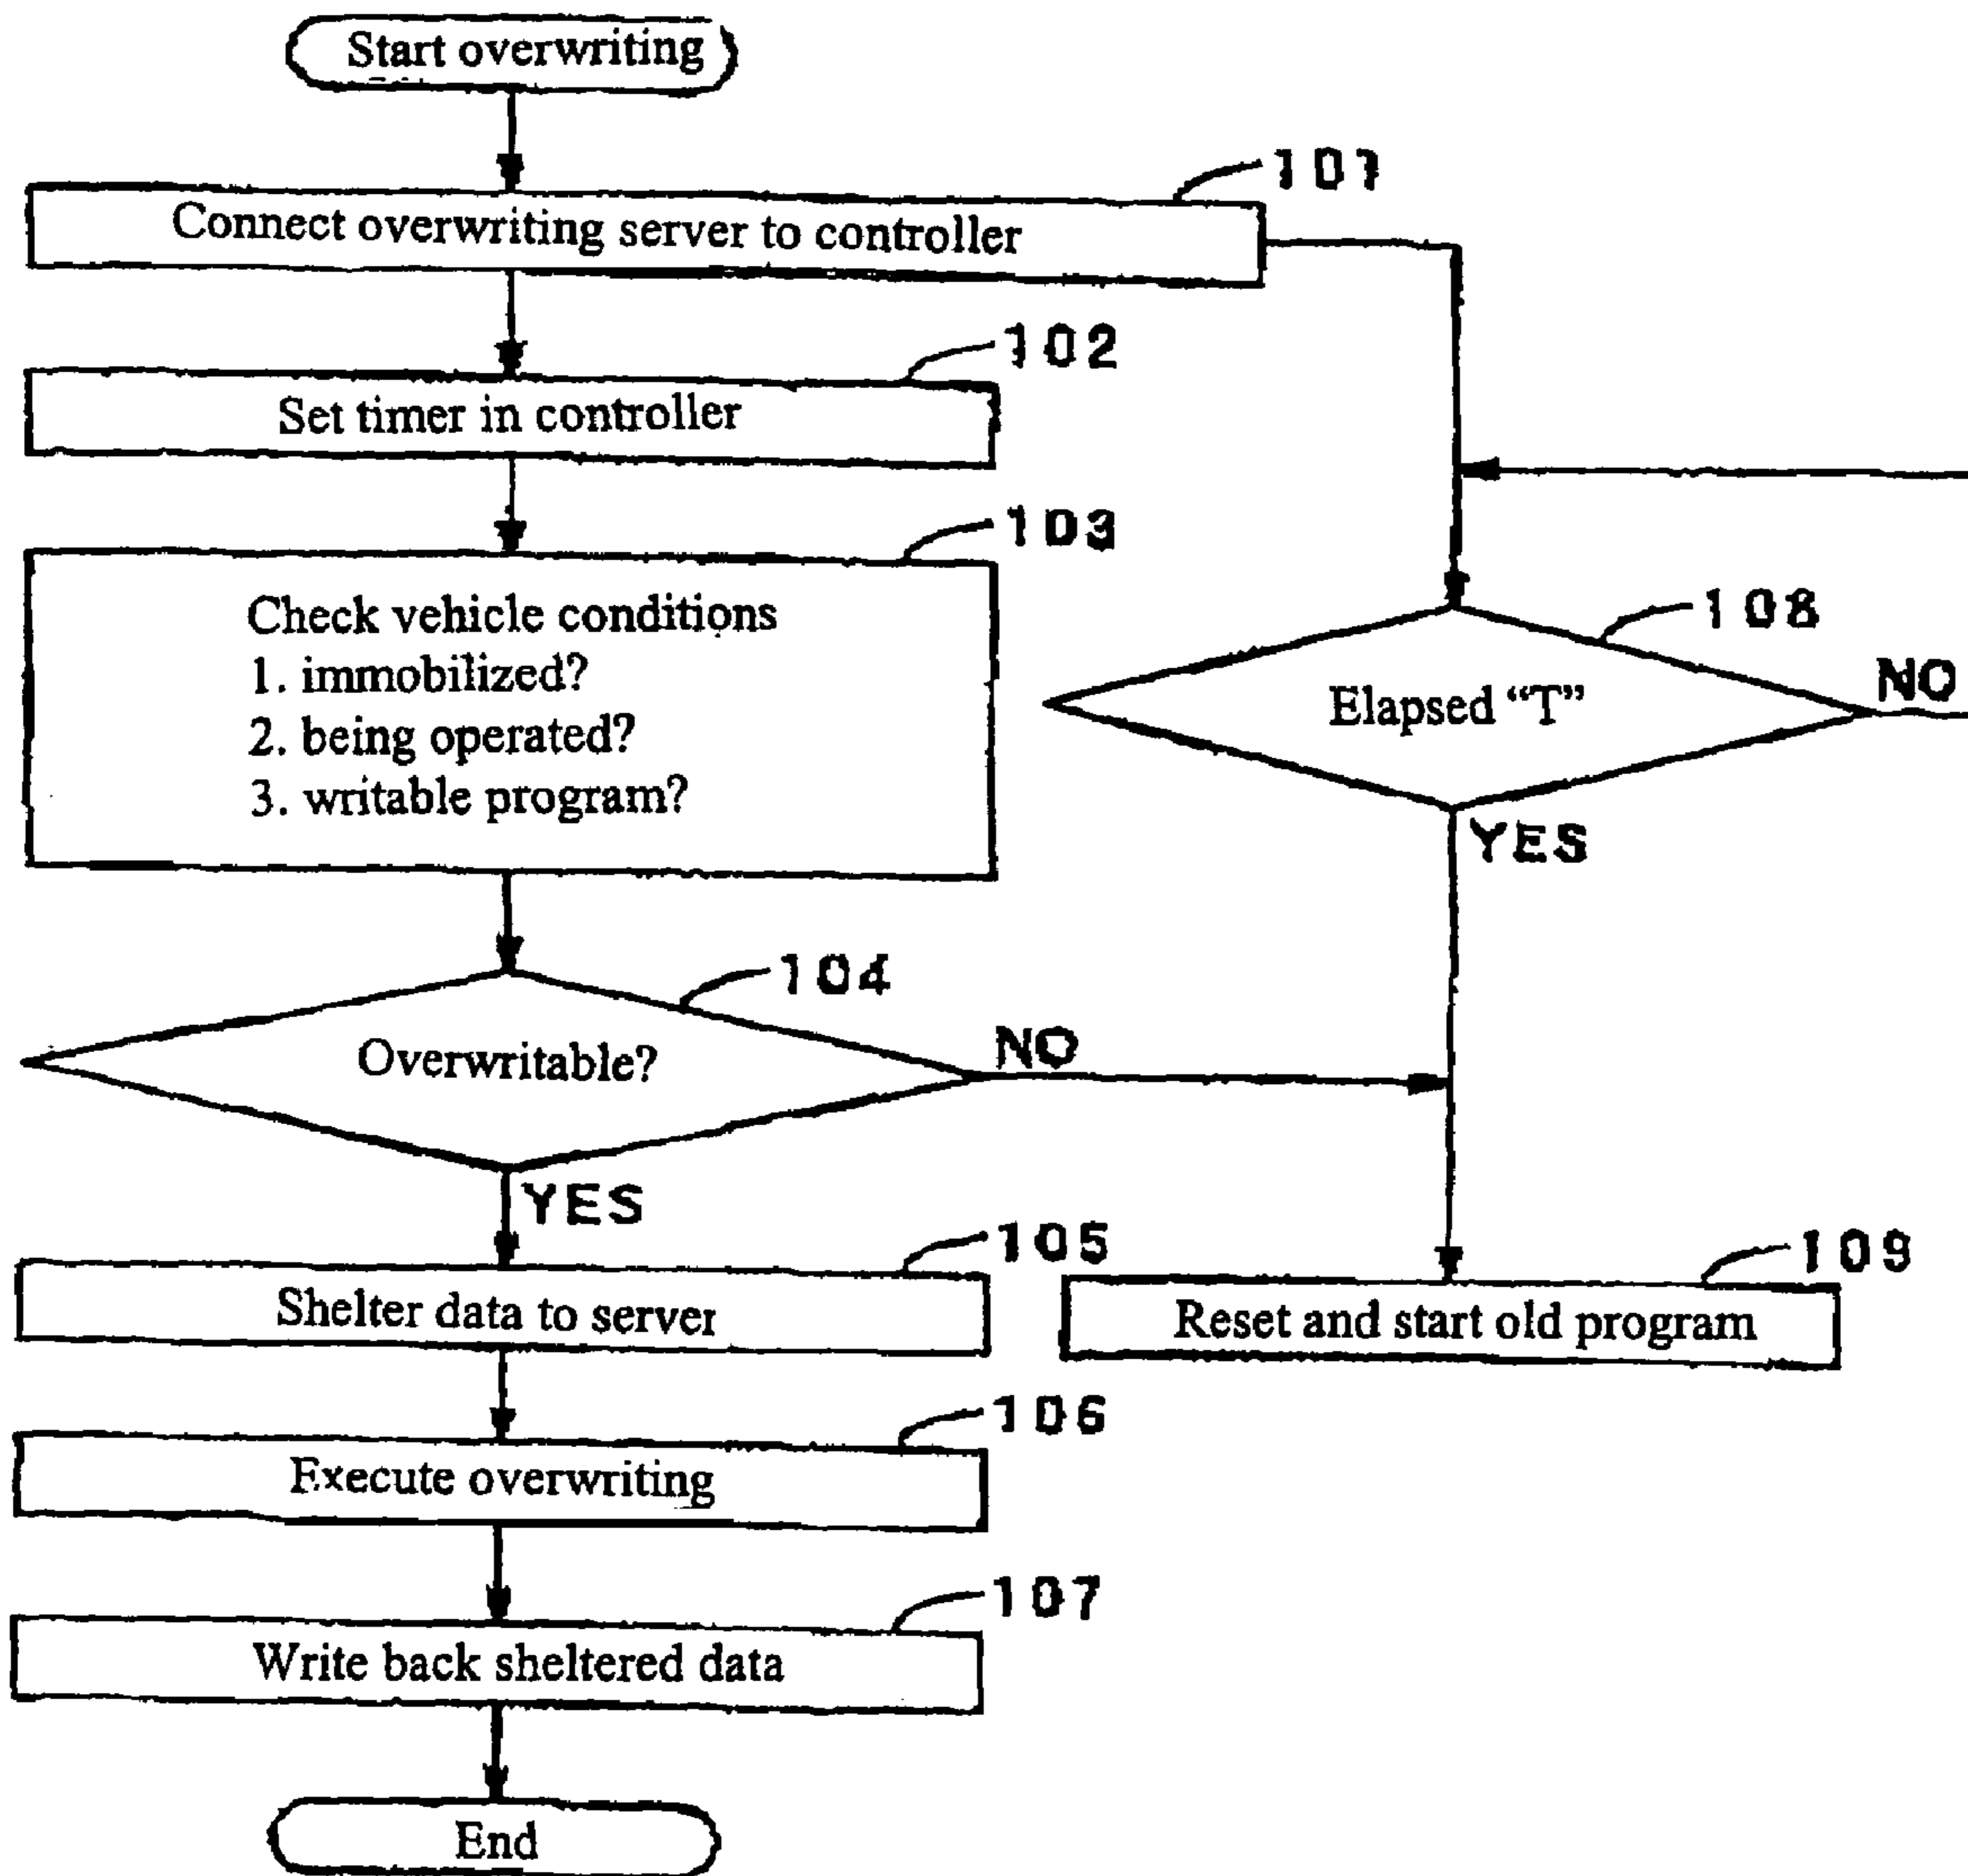 Start overwriting
101
Connect overwriting server to controller
102
Set timer in controller
103
Check vehicle conditions
1. immobilized?
2. being operated?
3. writable program?
108
Elapsed “T”
NO
YES
104
Overwritable?
NO
YES
105
Shelter data to server
109
Reset and start old program
106
Execute overwriting
107
Write back sheltered data
End